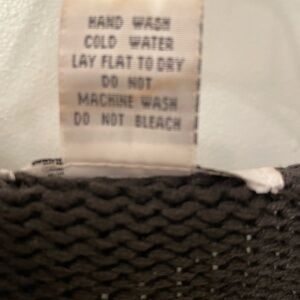 HAND WASH
COLD WATER
LAY FLAT TO DRY
DO NOT
MACHINE WASH
DO NOT BLEACH